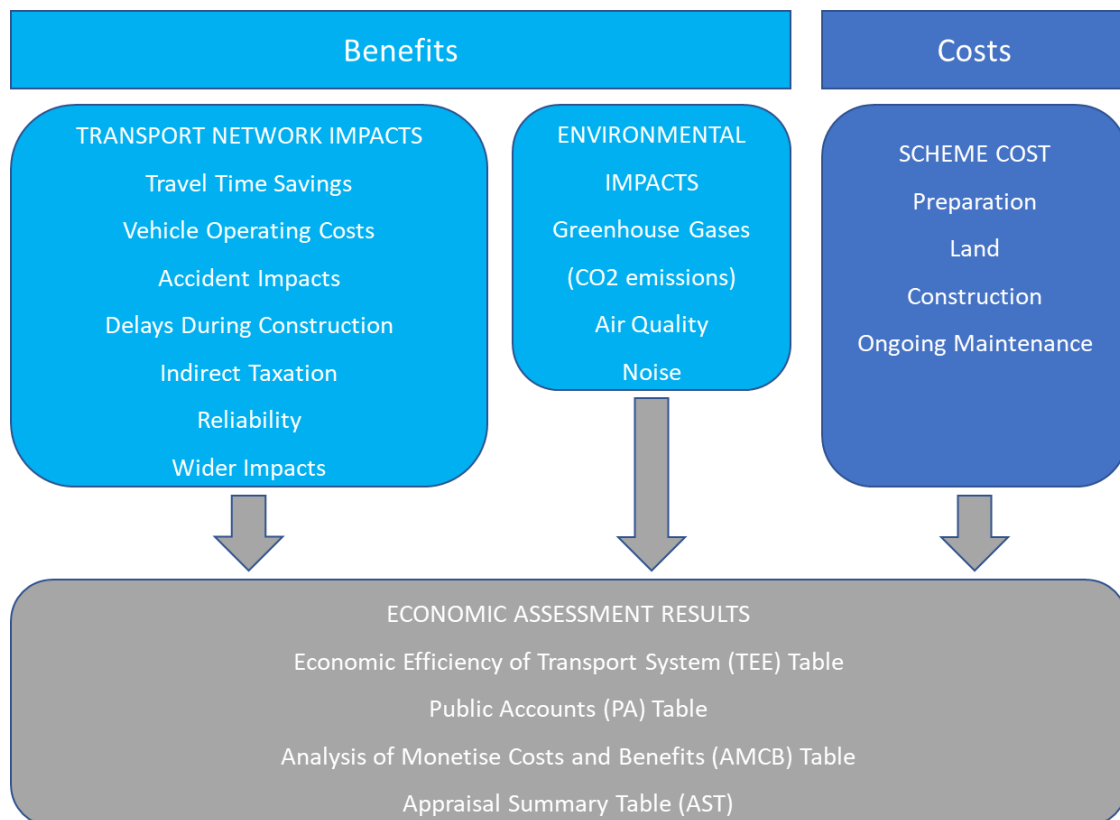 Benefits
Costs
TRANSPORT NETWORK IMPACTS
Travel Time Savings
Vehicle Operating Costs
Accident Impacts
Delays During Construction
Indirect Taxation
Reliability
Wider Impacts
ENVIRONMENTAL
IMPACTS
Greenhouse Gases
(CO2 emissions)
Air Quality
Noise
SCHEME COST
Preparation
Land
Construction
Ongoing Maintenance
ECONOMIC ASSESSMENT RESULTS
Economic Efficiency of Transport System (TEE) Table
Public Accounts (PA) Table
Analysis of Monetise Costs and Benefits (AMCB) Table
Appraisal Summary Table (AST)